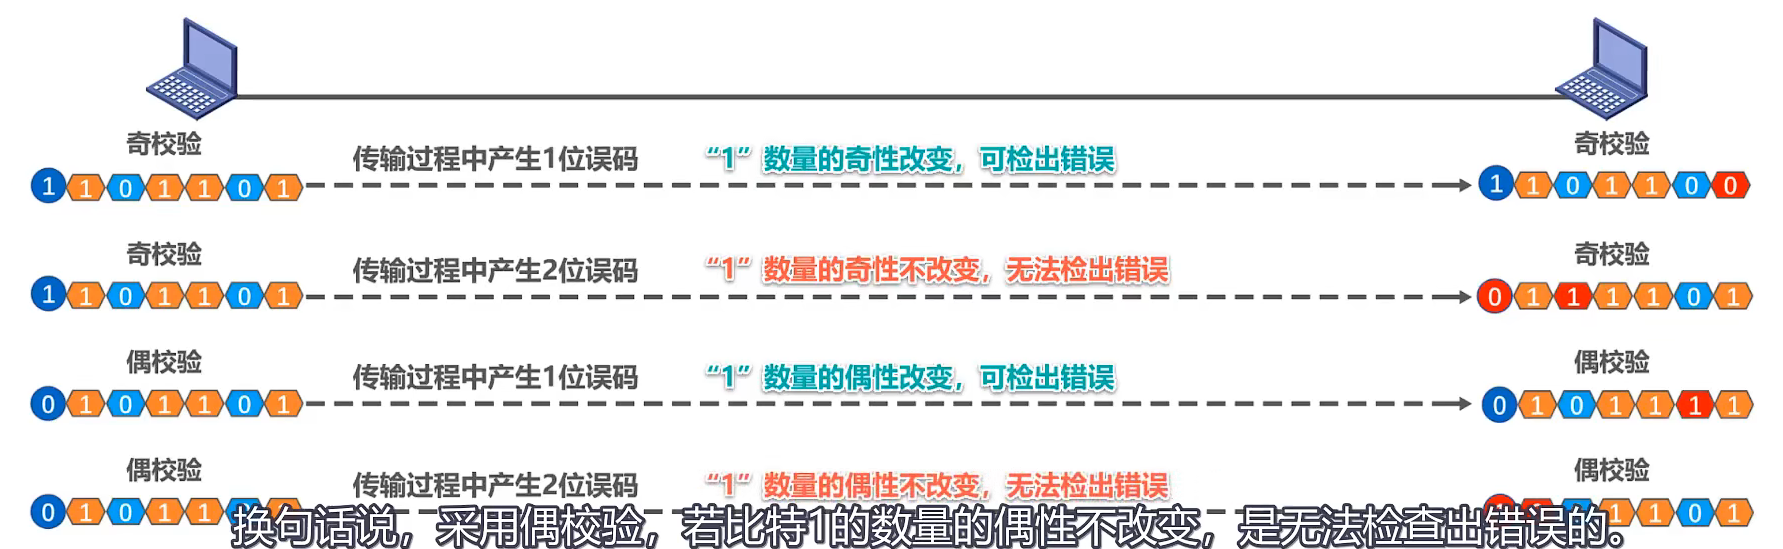 奇校验 奇校验
传输过程中产生1位误码 “1”数量的奇性改变，可检出错误
1 1 0 1 1 0 1 1 1 0 1 1 0 0
奇校验 奇校验
传输过程中产生2位误码 “1”数量的奇性不改变，无法检出错误
1 1 0 1 1 0 1 0 1 1 1 1 0 1
偶校验 偶校验
传输过程中产生1位误码 “1”数量的偶性改变，可检出错误
0 1 0 1 1 0 1 0 1 0 1 1 1 1
偶校验 偶校验
传输过程中产生2位误码 “1”数量的偶性不改变，无法检出错误
0 1 0 1 1 1 1 0 1
换句话说，采用偶校验，若比特1的数量的偶性不改变，是无法检查出错误的。